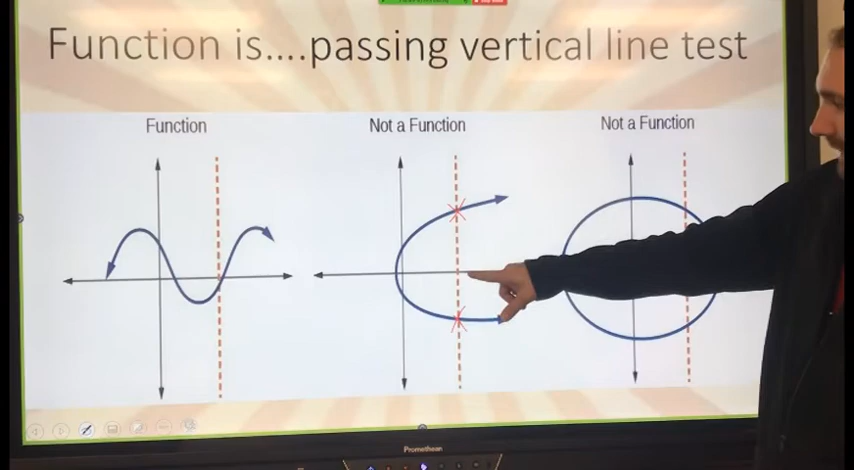 Function is....passing vertical line test
Function
Not a Function
Not a Function
Promethean